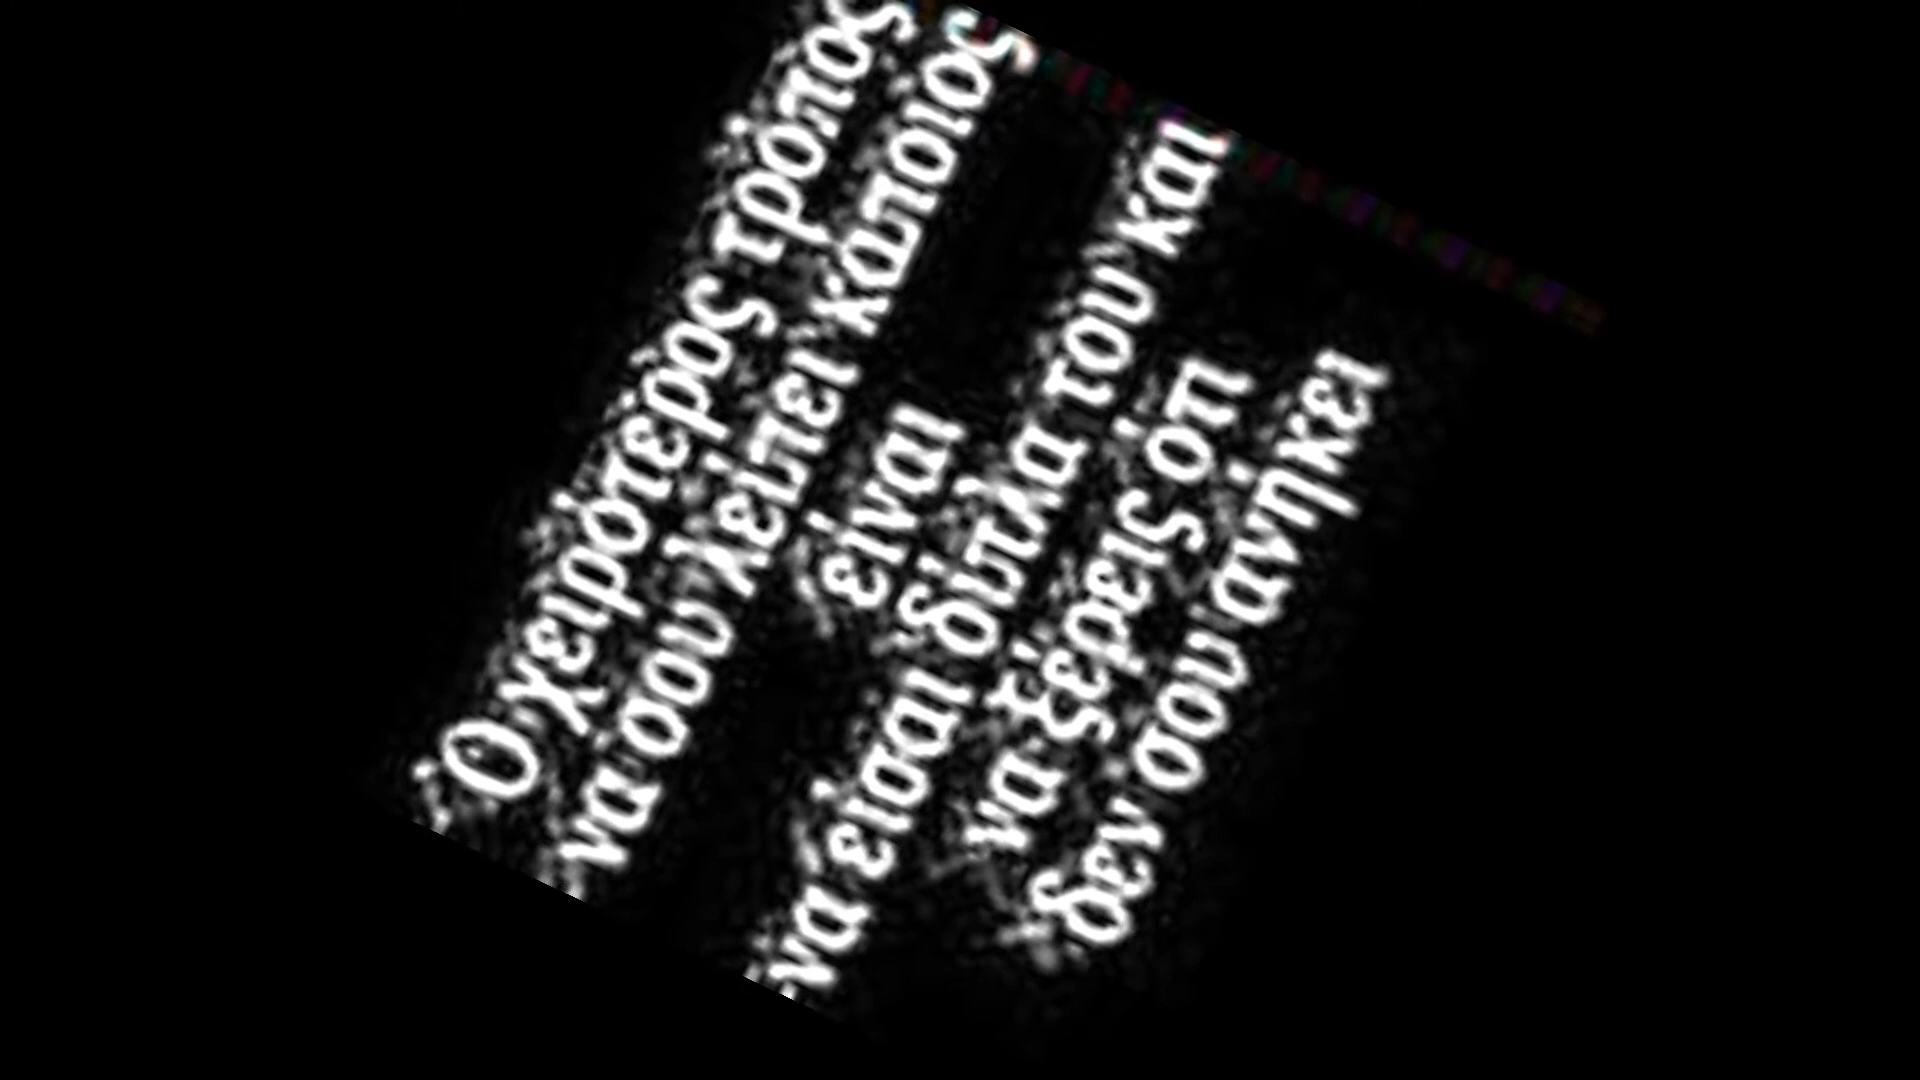 Ο χειρότερος τρόπος
να σου λείπει κάποιος
είναι
να είσαι δίπλα του και
να ξέρεις ότι
δεν σου ανήκει